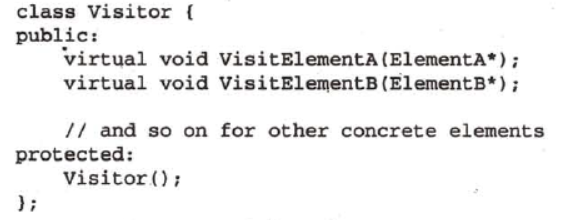 class Visitor {
public:
    virtual void VisitElementA(ElementA*);
    virtual void VisitElementB(ElementB*);

    // and so on for other concrete elements
protected:
    Visitor();
};